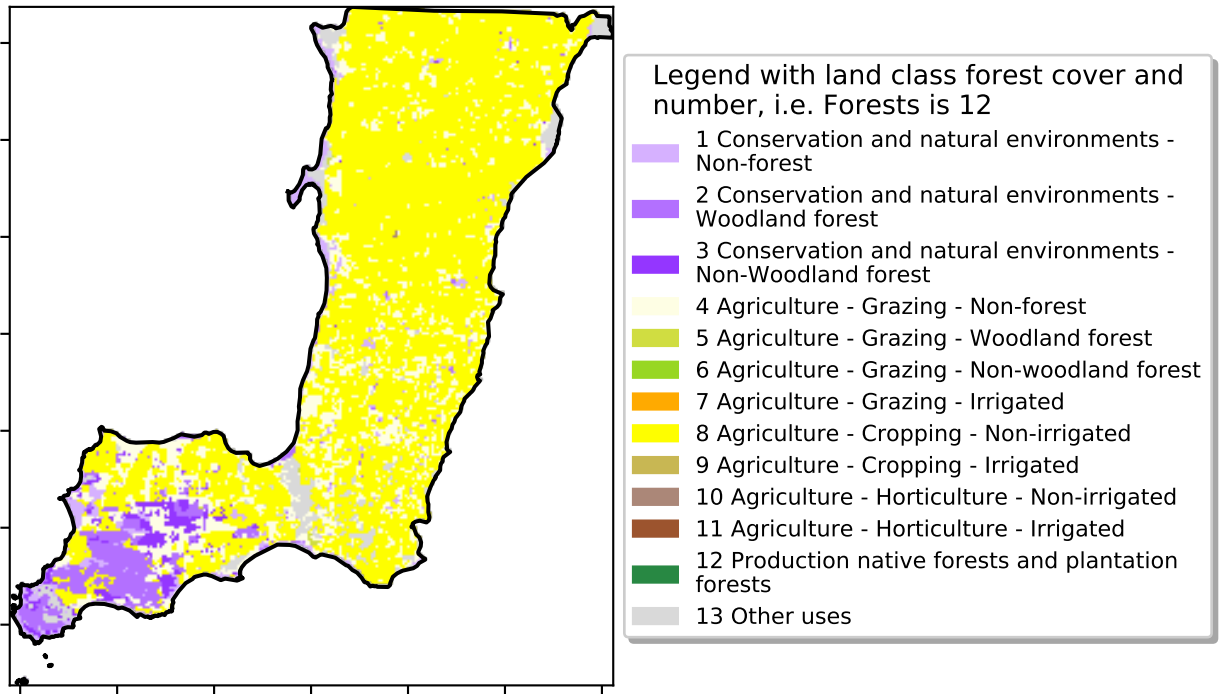 Legend with land class forest cover and
number, i.e. Forests is 12
1 Conservation and natural environments -
Non-forest
2 Conservation and natural environments -
Woodland forest
3 Conservation and natural environments -
Non-Woodland forest
4 Agriculture - Grazing - Non-forest
5 Agriculture - Grazing - Woodland forest
6 Agriculture - Grazing - Non-woodland forest
7 Agriculture - Grazing - Irrigated
8 Agriculture - Cropping - Non-irrigated
9 Agriculture - Cropping - Irrigated
10 Agriculture - Horticulture - Non-irrigated
11 Agriculture - Horticulture - Irrigated
12 Production native forests and plantation
forests
13 Other uses